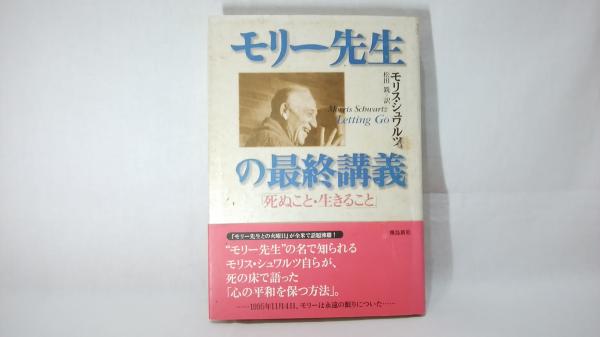 モリー先生
の最終講義
「死ぬこと・生きること」
モリス・シュワルツ
松田 銑・訳
Morris Schwartz
Letting Go
『モリー先生との火曜日』が全米で話題沸騰!
飛鳥新社
“モリー先生”の名で知られる
モリス・シュワルツ自らが、
死の床で語った
「心の平和を保つ方法」。
……1995年11月4日、モリーは永遠の眠りについた……